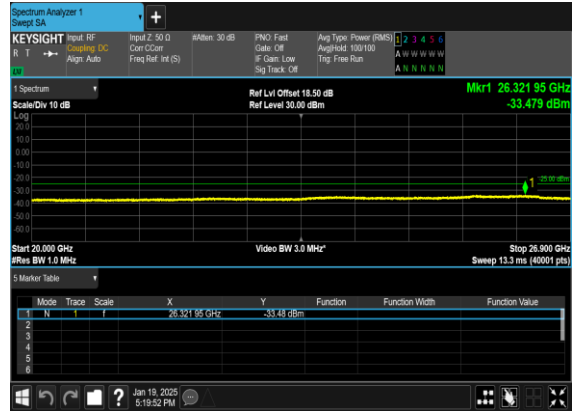 Spectrum Analyzer 1
Swept SA
+
KEYSIGHT Input: RF Input Z: 50 Ω #Atten: 30 dB PNO: Fast Avg Type: Power (RMS) 1 2 3 4 5 6
R T Coupling: DC Corr CCorr Gate: Off Avg|Hold: 100/100 A W W W W W
Align: Auto Freq Ref: Int (S) IF Gain: Low Trig: Free Run
Sig Track: Off A N N N N N
1 Spectrum Ref Lvl Offset 18.50 dB Mkr1 26.321 95 GHz
Scale/Div 10 dB Ref Level 30.00 dBm -33.479 dBm
Log
20.0
10.0
0.00
-10.0
-20.0
-25.00 dBm
1
-30.0
-40.0
-50.0
-60.0
Start 20.000 GHz Video BW 3.0 MHz* Stop 26.900 GHz
#Res BW 1.0 MHz Sweep 13.3 ms (40001 pts)
5 Marker Table
Mode Trace Scale X Y Function Function Width Function Value
1 N 1 f 26.321 95 GHz -33.48 dBm
2
3
4
5
6
? Jan 19, 2025
5:19:52 PM